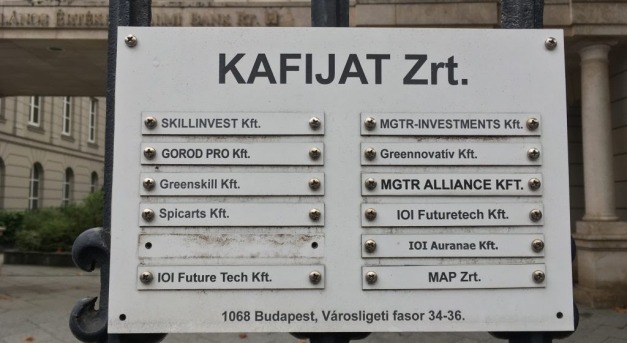 KAFIJAT Zrt.
SKILLINVEST Kft.
GOROD PRO Kft.
Greenskill Kft.
Spicarts Kft.
IOI Future Tech Kft.
MGTR-INVESTMENTS Kft.
Greennovatív Kft.
MGTR ALLIANCE KFT.
IOI Futuretech Kft.
IOI Auranae Kft.
MAP Zrt.
1068 Budapest, Városligeti fasor 34-36.